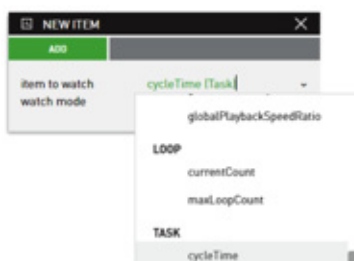 NEW ITEM
ADD
item to watch
cycleTime [Task]
watch mode
globalPlaybackSpeedRatio
LOOP
currentCount
maxLoopCount
TASK
cycleTime